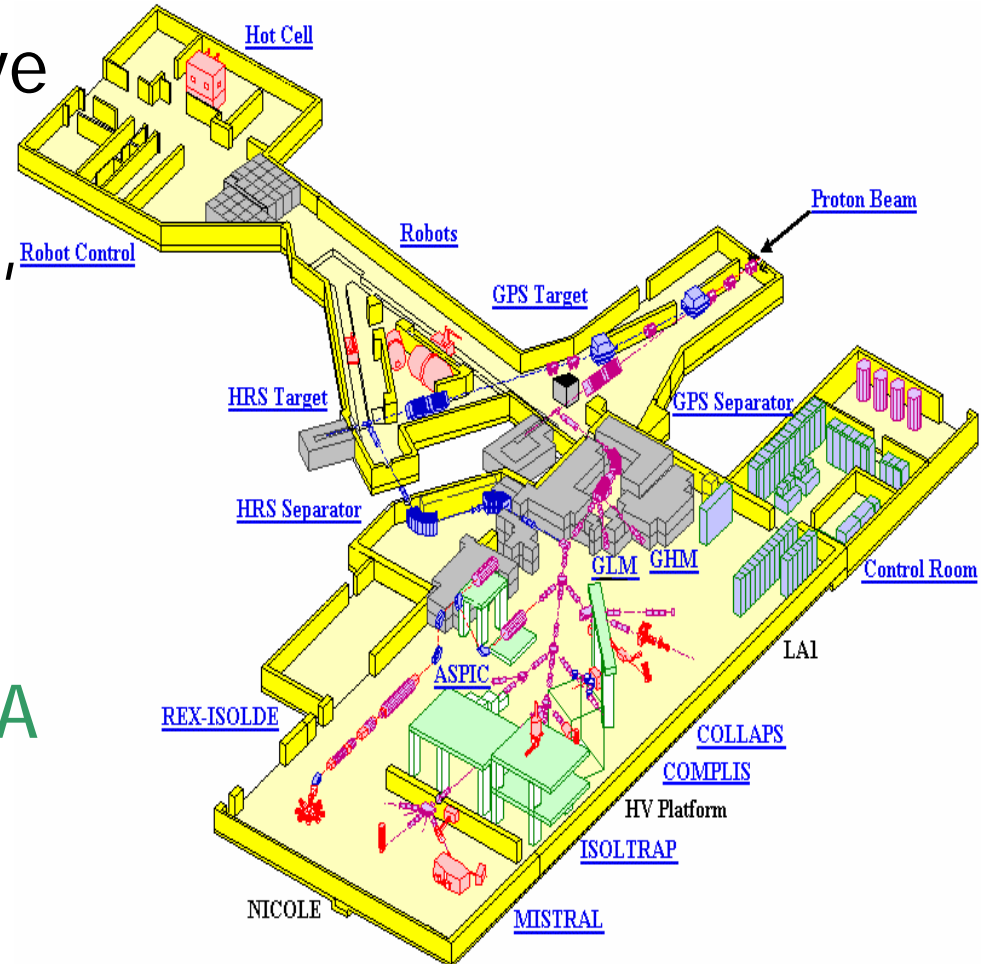 Hot Cell
ve
Proton Beam
Robots
Robot Control
,
GPS Target
HRS Target
GPS Separator
HRS Separator
GLM
GHM
Control Room
LA1
ASPIC
A
REX-ISOLDE
COLLAPS
COMPLIS
HV Platform
ISOLTRAP
NICOLE
MISTRAL